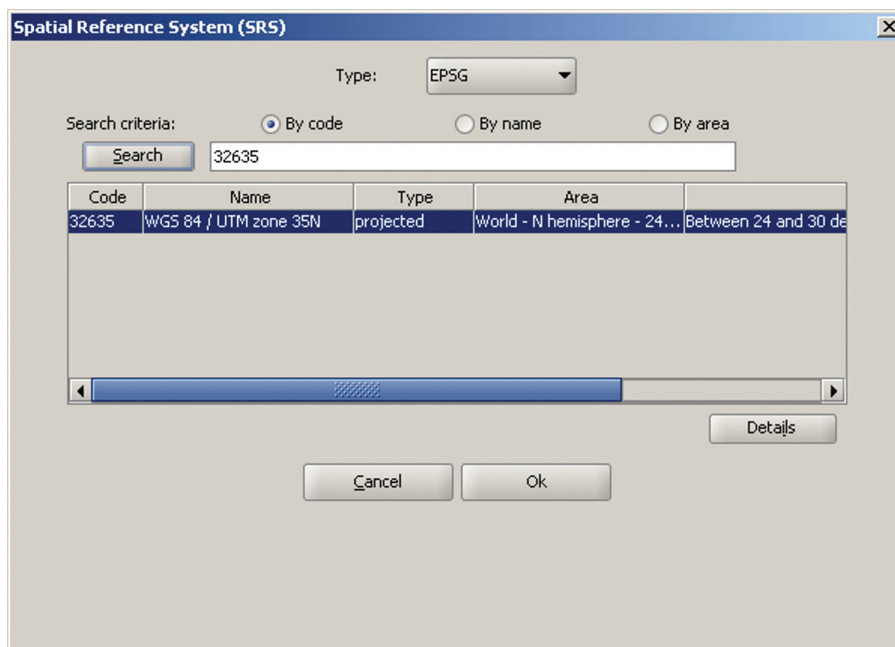 Spatial Reference System (SRS)
Type: EPSG
Search criteria: By code By name By area
Search 32635
Code Name Type Area
32635 WGS 84 / UTM zone 35N projected World - N hemisphere - 24... Between 24 and 30 de
Details
Cancel Ok